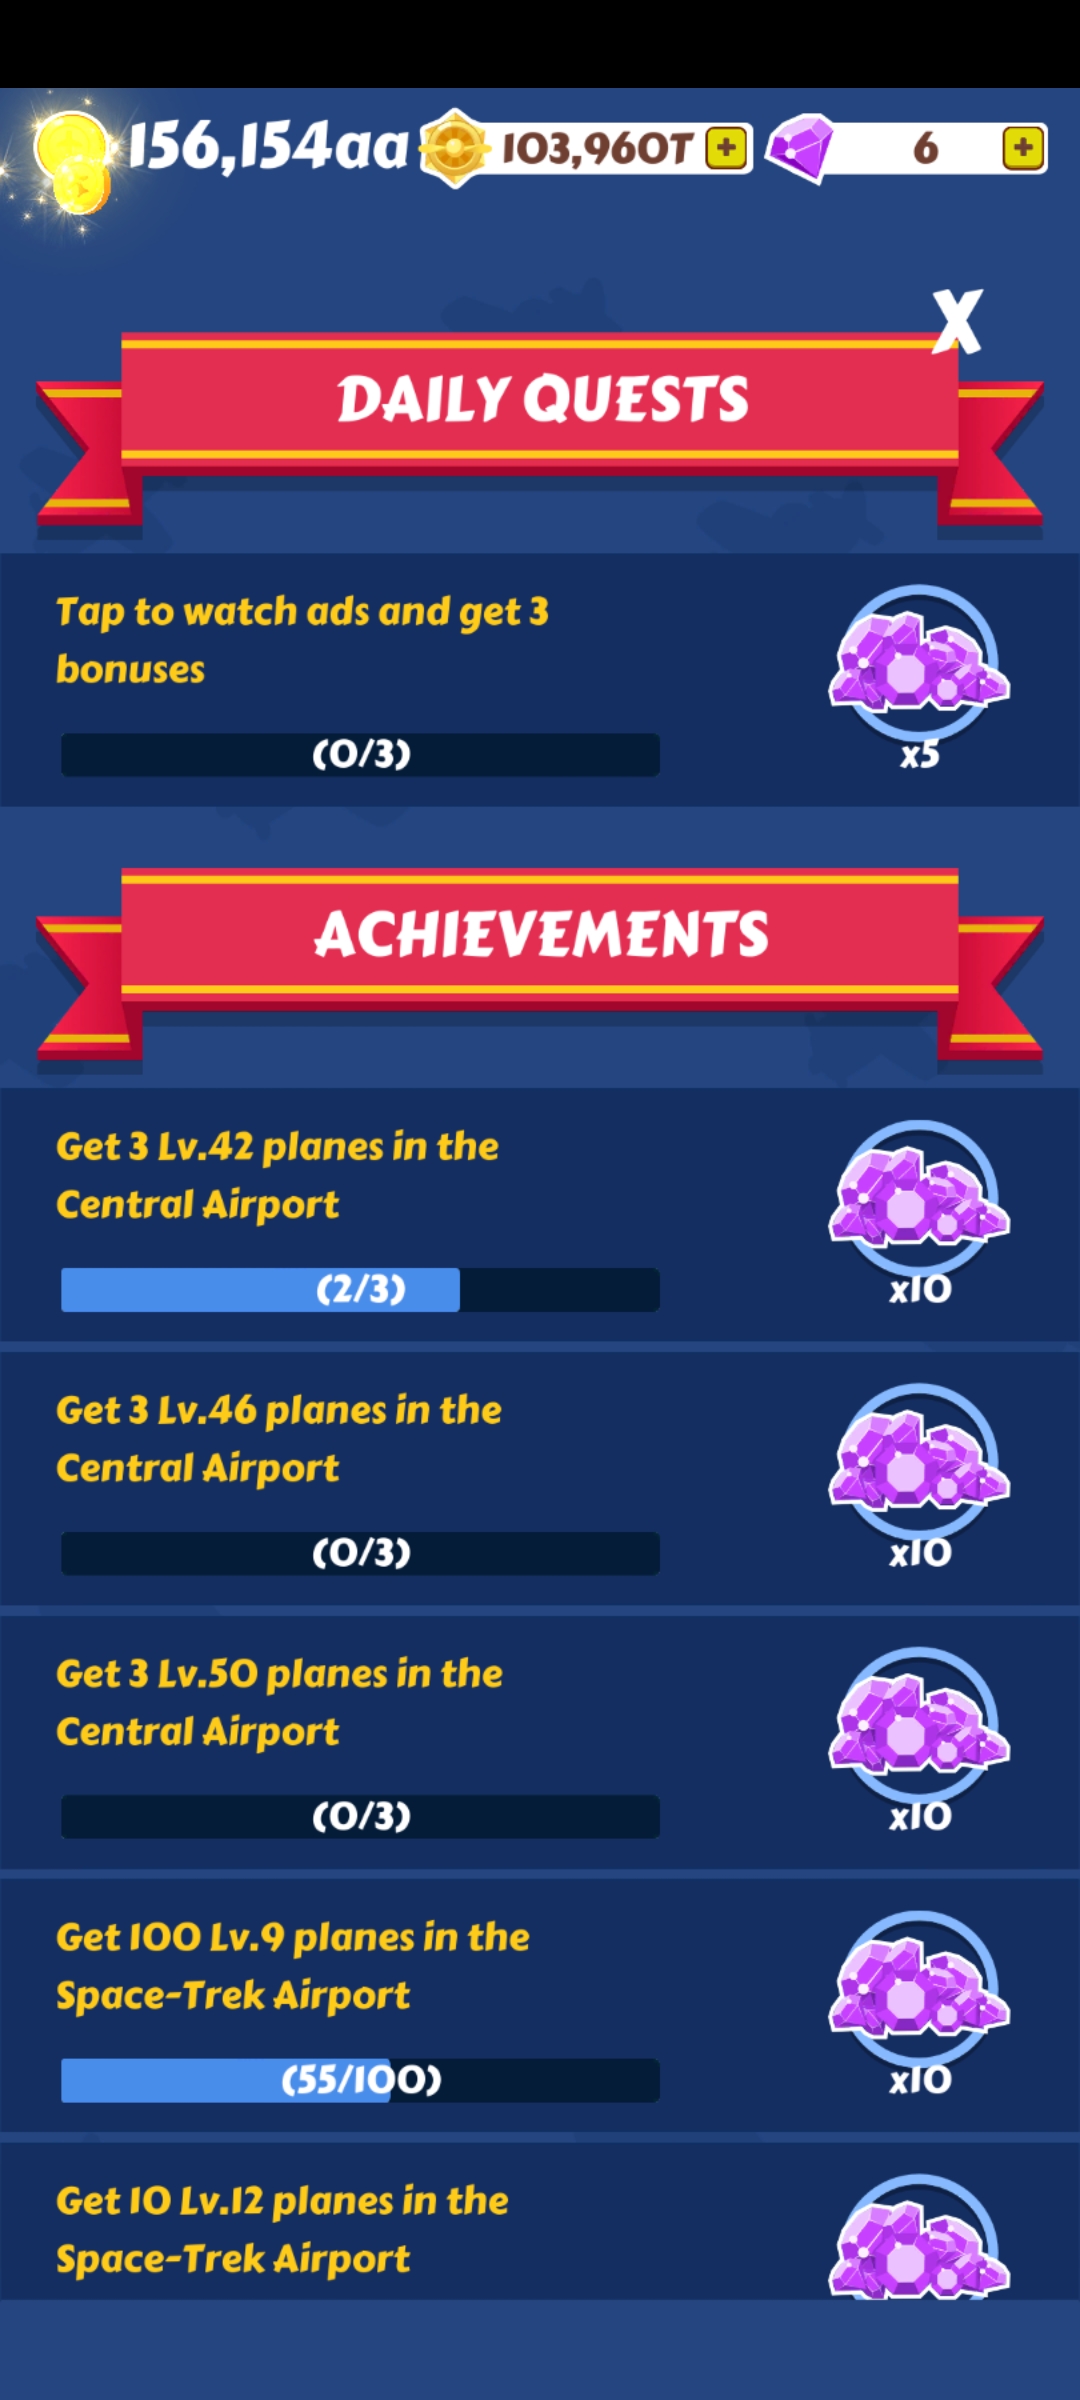 156,154aa 103,960T + 6 +
X
DAILY QUESTS
Tap to watch ads and get 3
bonuses
(0/3)
x5
ACHIEVEMENTS
Get 3 Lv.42 planes in the
Central Airport
(2/3)
x10
Get 3 Lv.46 planes in the
Central Airport
(0/3)
x10
Get 3 Lv.50 planes in the
Central Airport
(0/3)
x10
Get 100 Lv.9 planes in the
Space-Trek Airport
(55/100)
x10
Get 10 Lv.12 planes in the
Space-Trek Airport